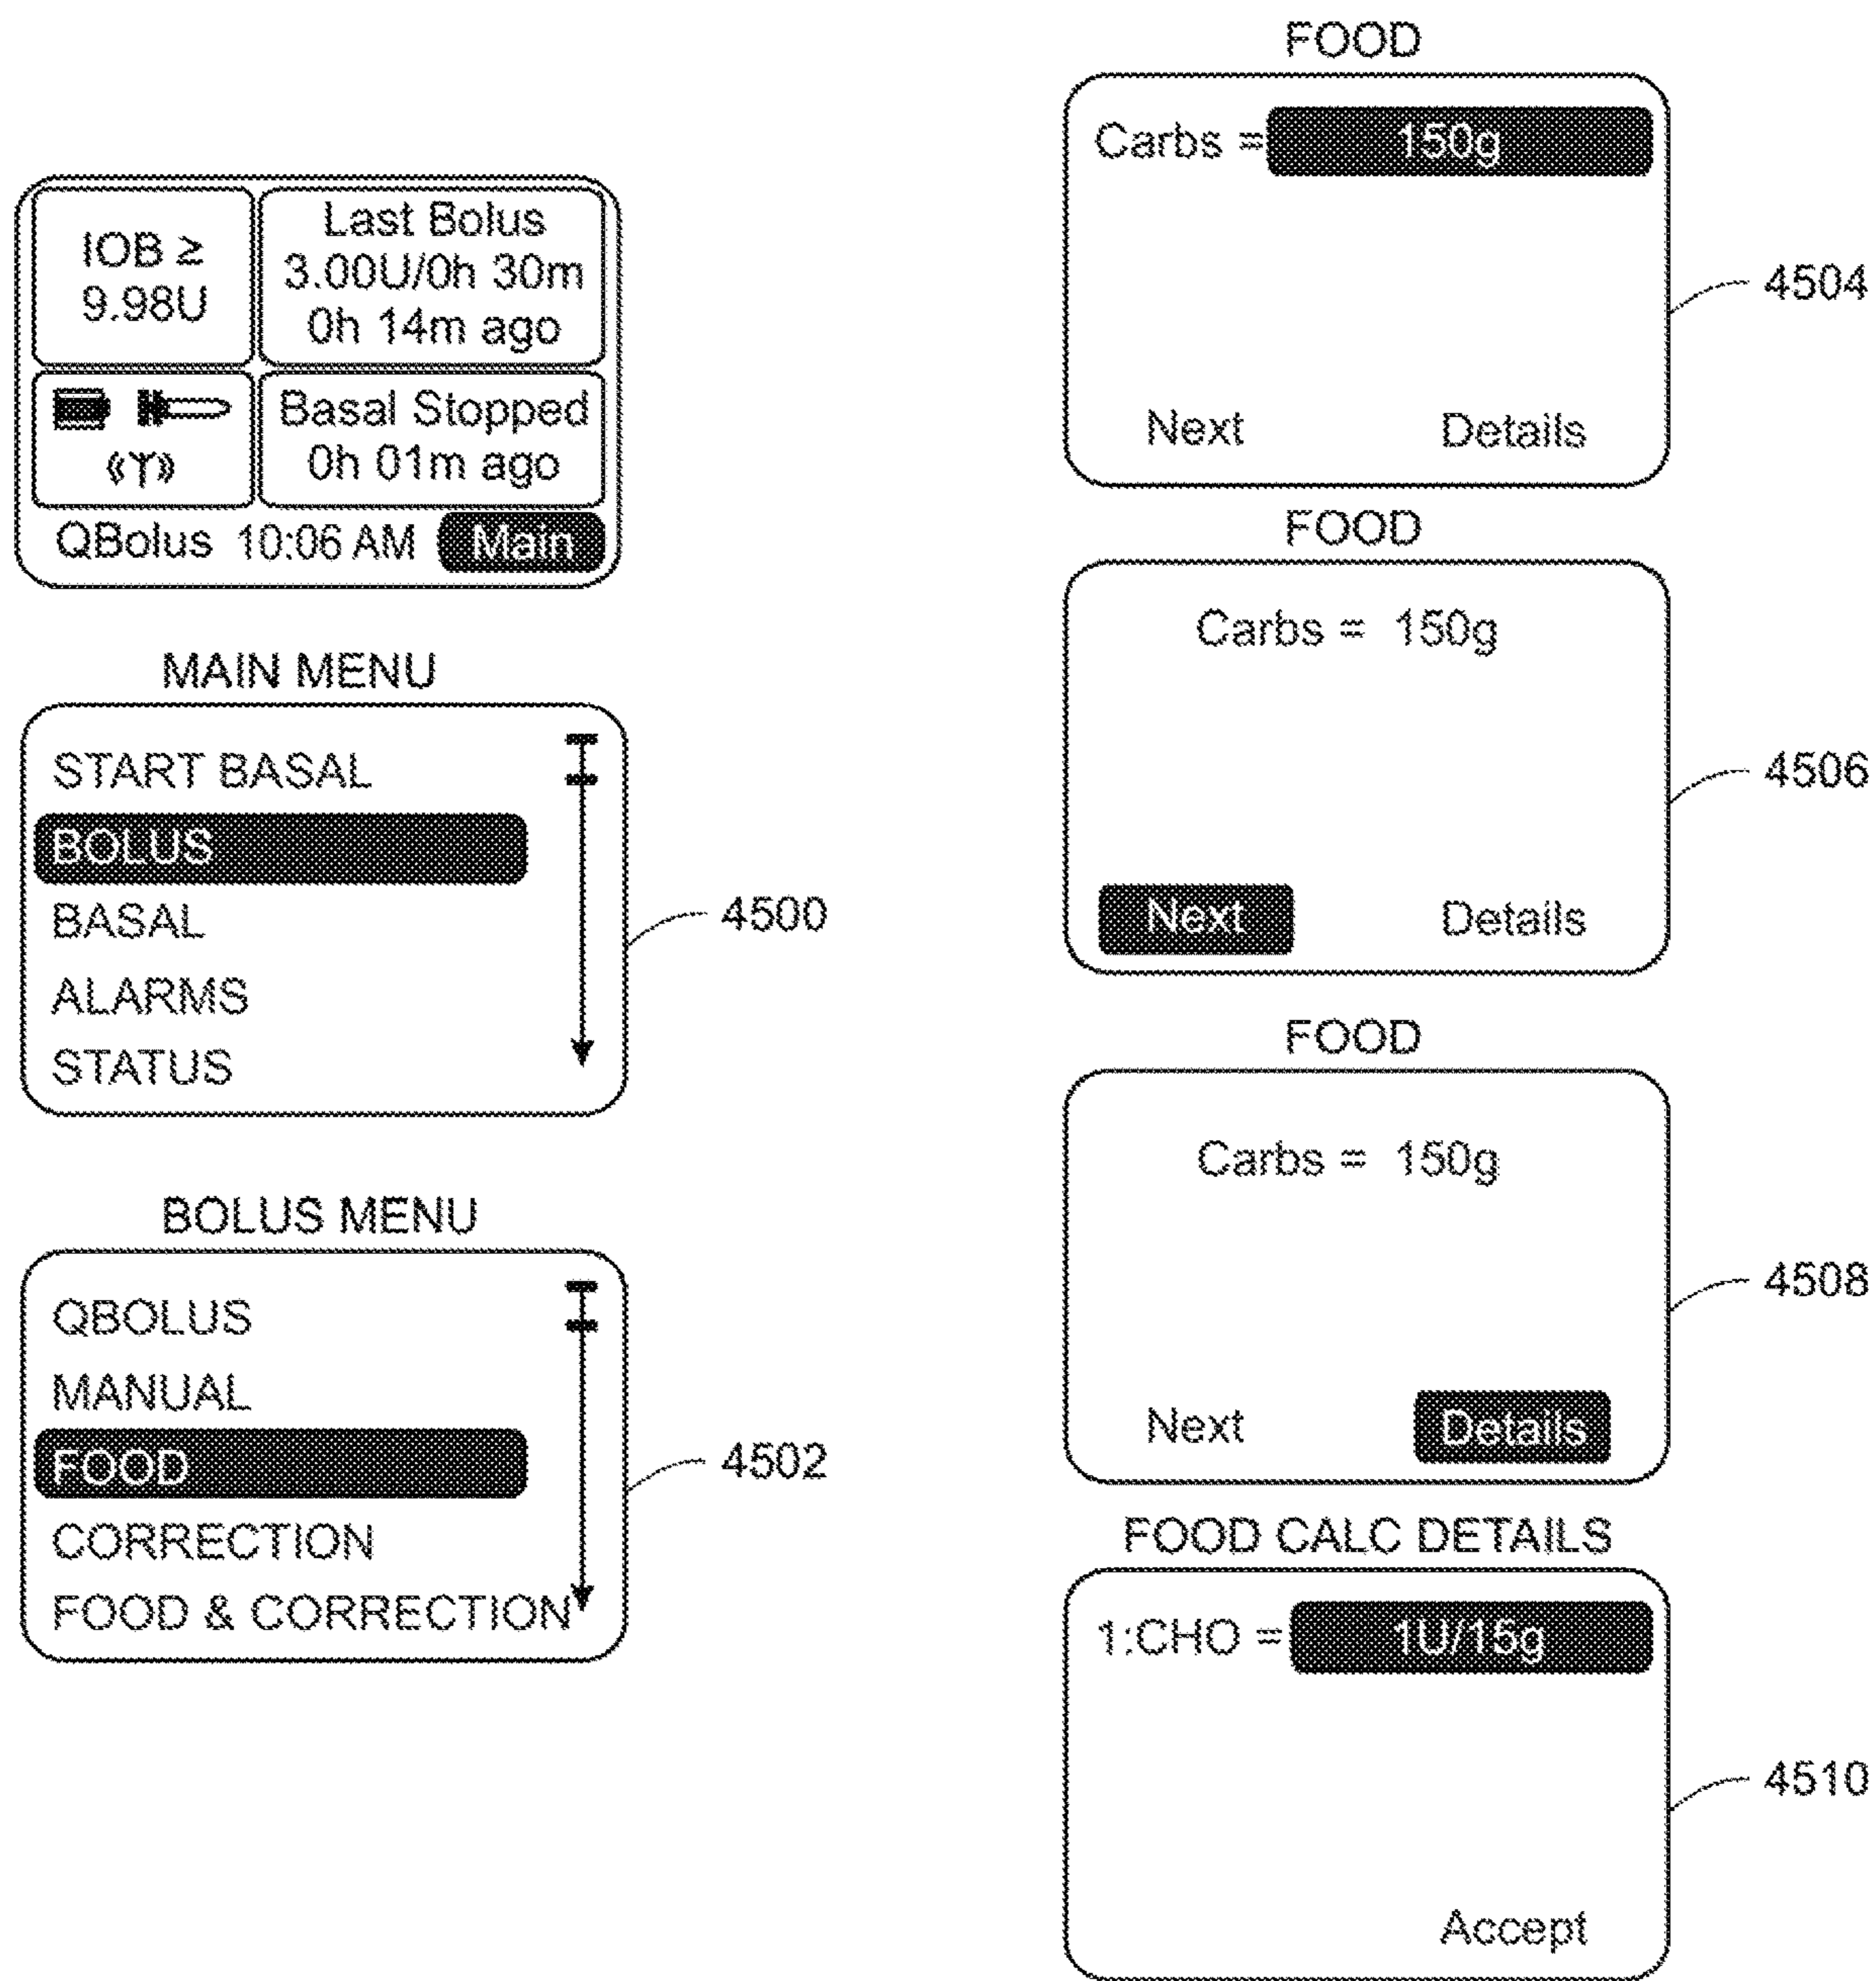 IOB ≥
9.98U
Last Bolus
3.00U/0h 30m
0h 14m ago
Basal Stopped
0h 01m ago
QBolus 10:06 AM Main
MAIN MENU
START BASAL
BOLUS
BASAL
ALARMS
STATUS
4500
BOLUS MENU
QBOLUS
MANUAL
FOOD
CORRECTION
FOOD & CORRECTION
4502
FOOD
Carbs = 150g
Next Details
4504
FOOD
Carbs = 150g
Next Details
4506
FOOD
Carbs = 150g
Next Details
4508
FOOD CALC DETAILS
1:CHO = 1U/15g
Accept
4510